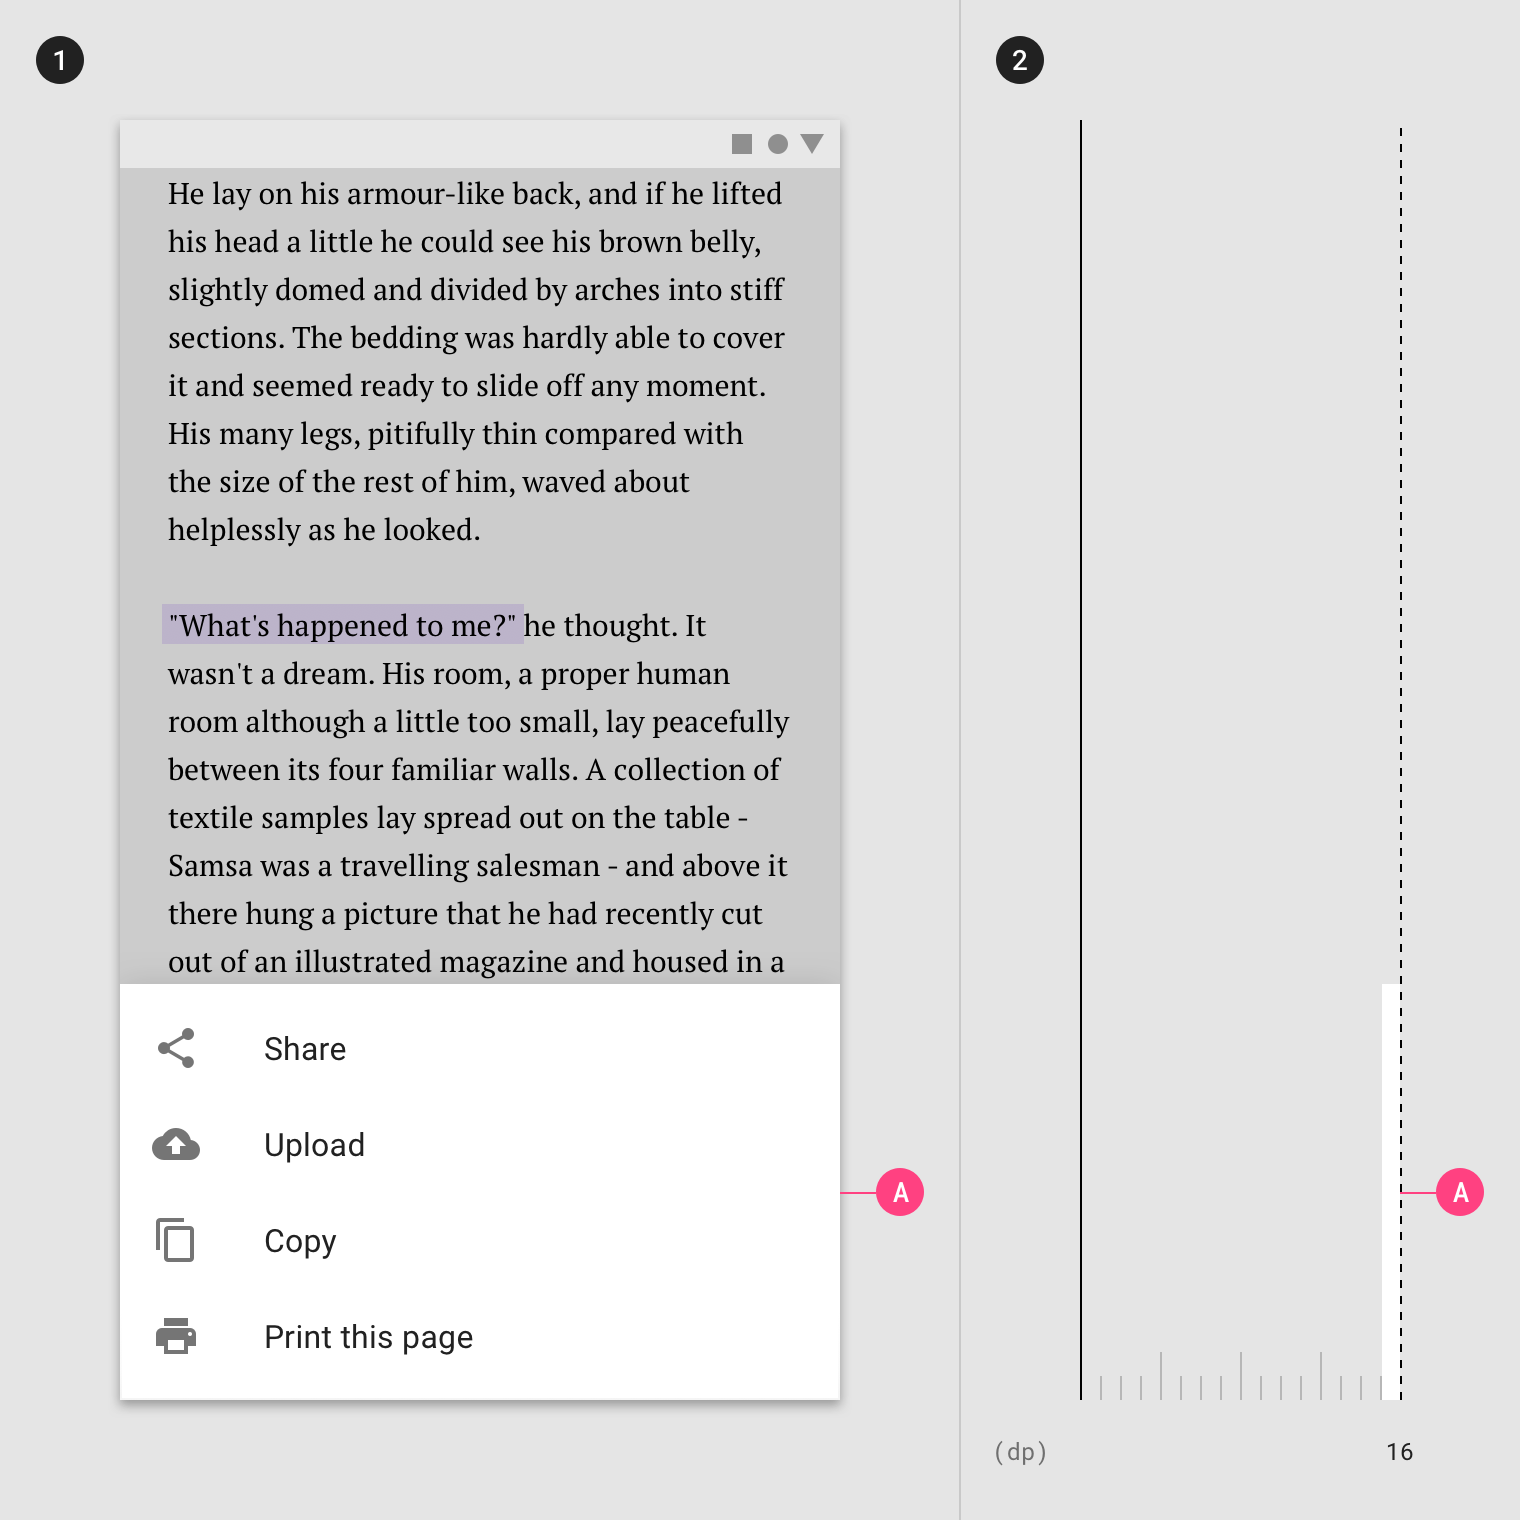 1
He lay on his armour-like back, and if he lifted
his head a little he could see his brown belly,
slightly domed and divided by arches into stiff
sections. The bedding was hardly able to cover
it and seemed ready to slide off any moment.
His many legs, pitifully thin compared with
the size of the rest of him, waved about
helplessly as he looked.
"What's happened to me?" he thought. It
wasn't a dream. His room, a proper human
room although a little too small, lay peacefully
between its four familiar walls. A collection of
textile samples lay spread out on the table -
Samsa was a travelling salesman - and above it
there hung a picture that he had recently cut
out of an illustrated magazine and housed in a
Share
Upload
Copy
Print this page
A
2
A
(dp)
16